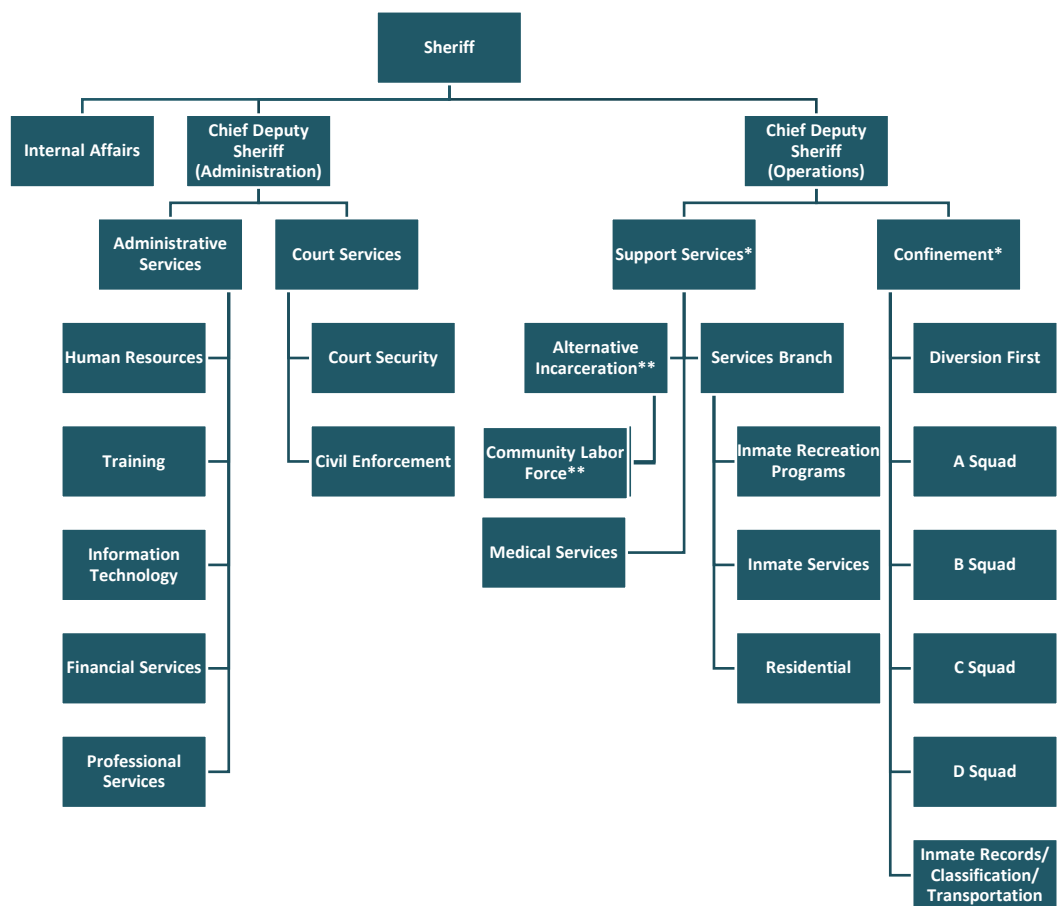 Sheriff
Internal Affairs
Chief Deputy
Sheriff
(Administration)
Chief Deputy
Sheriff
(Operations)
Administrative
Services
Court Services
Support Services*
Confinement*
Human Resources
Court Security
Alternative
Incarceration**
Services Branch
Diversion First
Training
Civil Enforcement
Community Labor
Force**
Inmate Recreation
Programs
A Squad
Information
Technology
Medical Services
Inmate Services
B Squad
Financial Services
Residential
C Squad
Professional
Services
D Squad
Inmate Records/
Classification/
Transportation